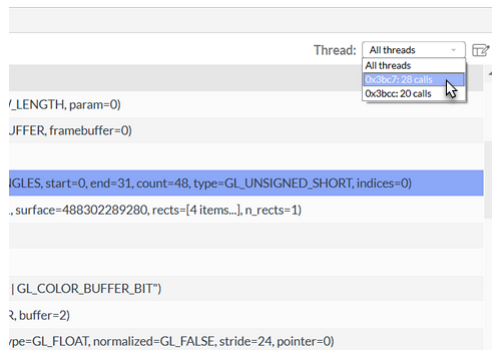 Thread: All threads
All threads
0x3bc7: 28 calls
0x3bcc: 20 calls
_LENGTH, param=0)
UFFER, framebuffer=0)
NGLES, start=0, end=31, count=48, type=GL_UNSIGNED_SHORT, indices=0)
, surface=488302289280, rects=[4 items...], n_rects=1)
| GL_COLOR_BUFFER_BIT")
R, buffer=2)
ype=GL_FLOAT, normalized=GL_FALSE, stride=24, pointer=0)